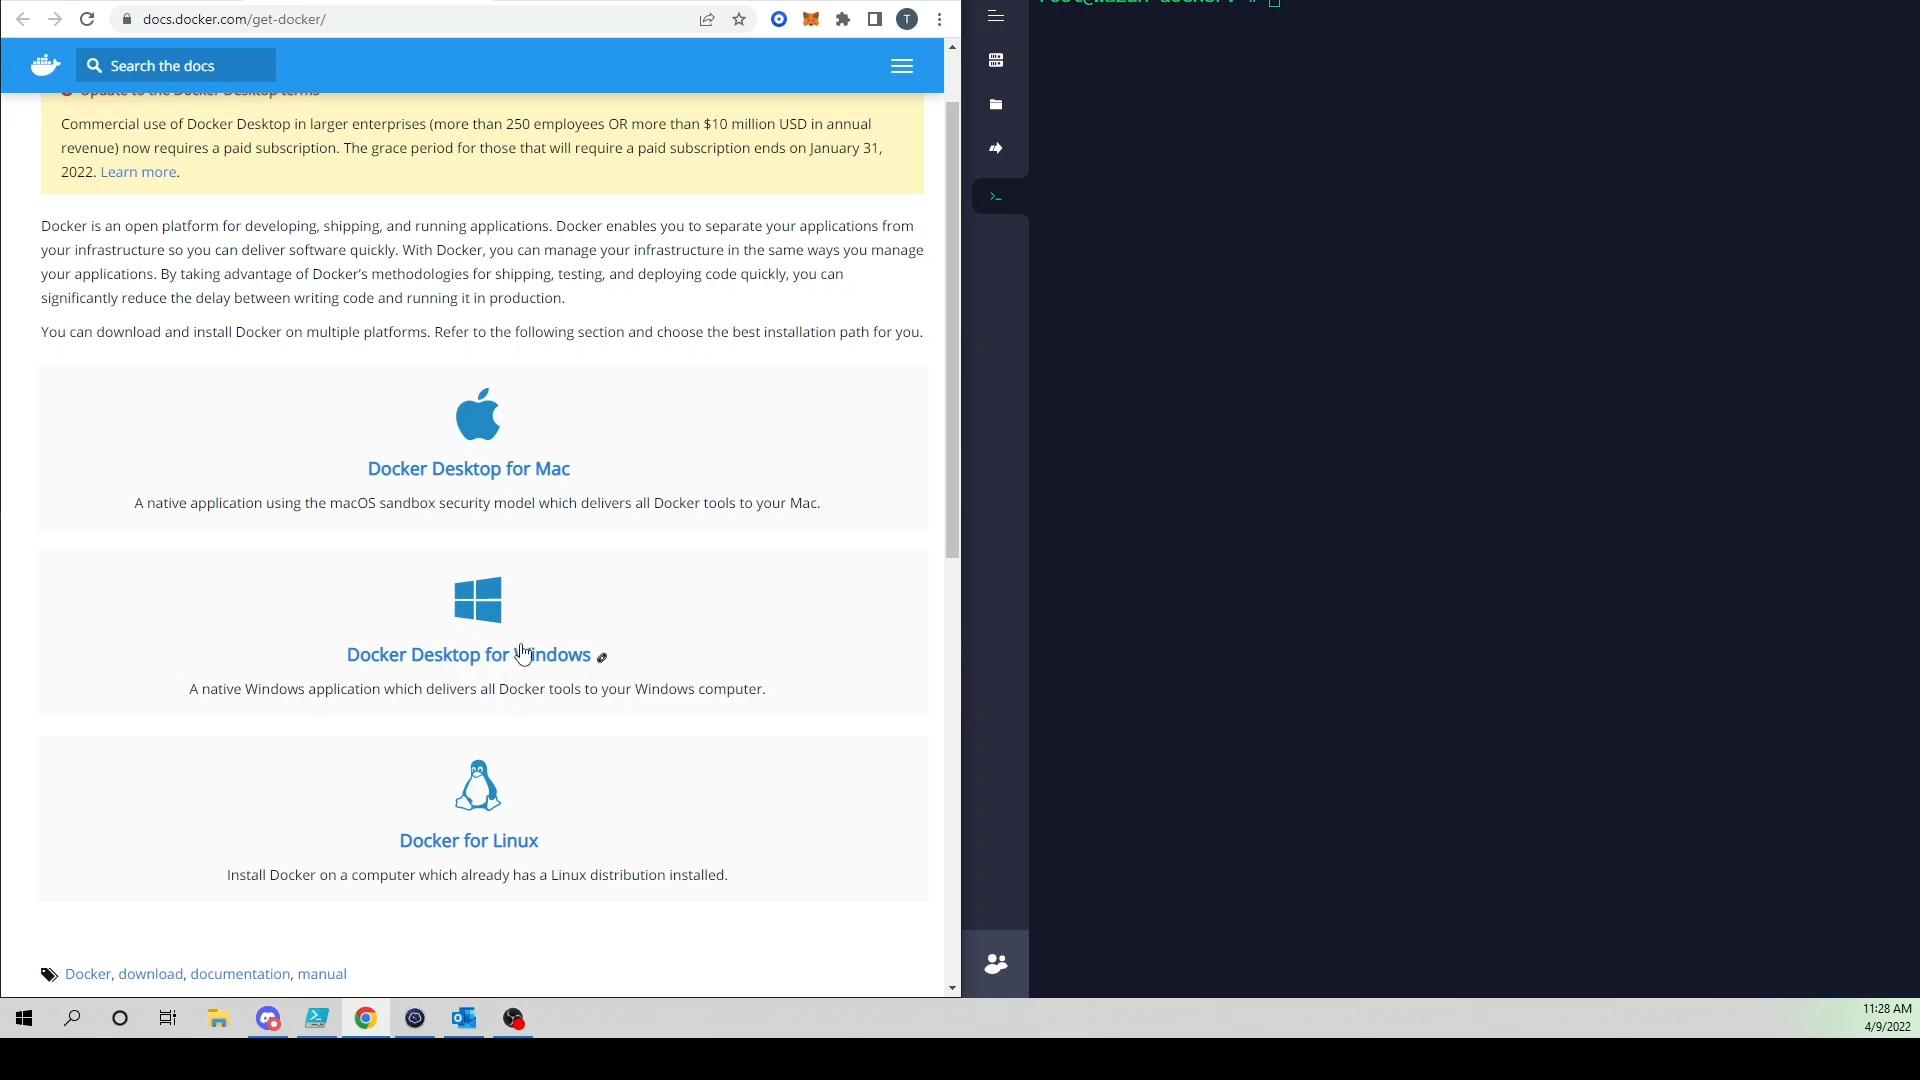 docs.docker.com/get-docker/
T
Search the docs
Update to the Docker Desktop terms
Commercial use of Docker Desktop in larger enterprises (more than 250 employees OR more than $10 million USD in annual
revenue) now requires a paid subscription. The grace period for those that will require a paid subscription ends on January 31,
2022. Learn more.
Docker is an open platform for developing, shipping, and running applications. Docker enables you to separate your applications from
your infrastructure so you can deliver software quickly. With Docker, you can manage your infrastructure in the same ways you manage
your applications. By taking advantage of Docker’s methodologies for shipping, testing, and deploying code quickly, you can
significantly reduce the delay between writing code and running it in production.
You can download and install Docker on multiple platforms. Refer to the following section and choose the best installation path for you.
Docker Desktop for Mac
A native application using the macOS sandbox security model which delivers all Docker tools to your Mac.
Docker Desktop for Windows
A native Windows application which delivers all Docker tools to your Windows computer.
Docker for Linux
Install Docker on a computer which already has a Linux distribution installed.
Docker, download, documentation, manual
11:28 AM
4/9/2022